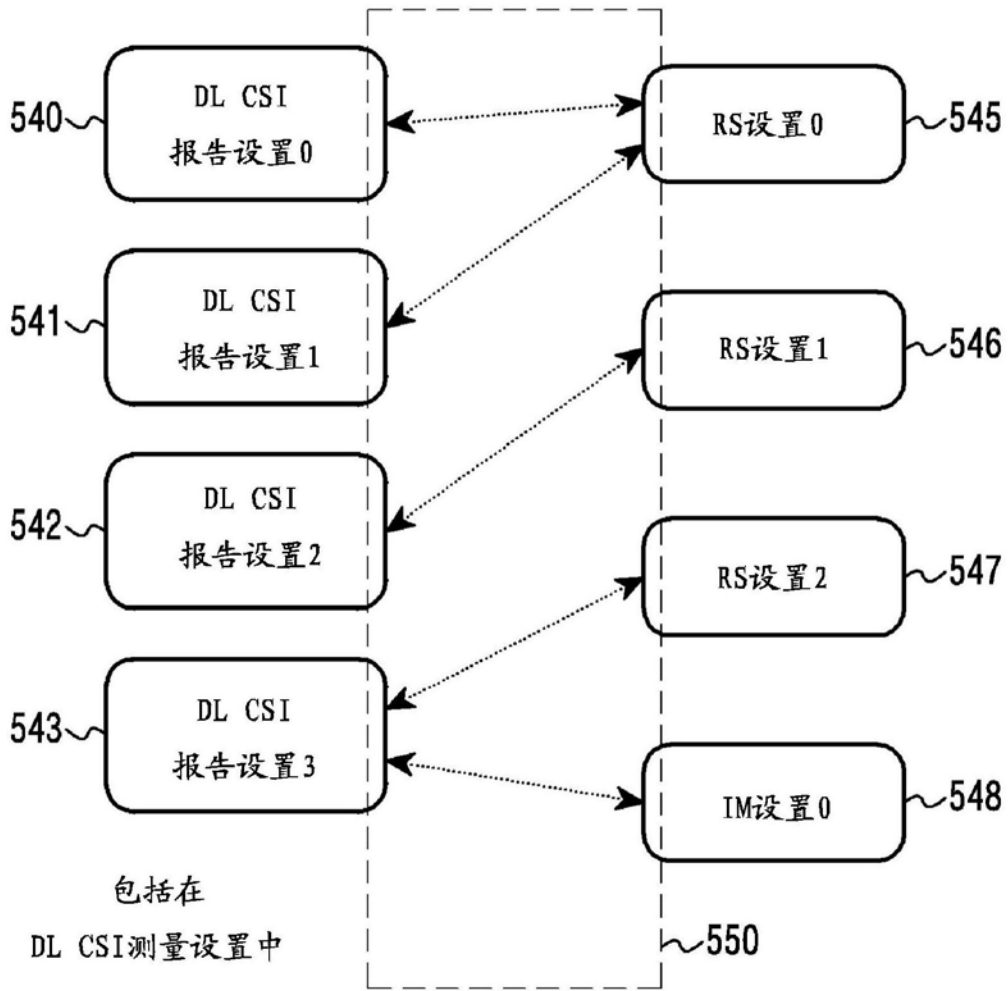 DL CSI
报告设置0
540
RS设置0
545
DL CSI
报告设置1
541
RS设置1
546
DL CSI
报告设置2
542
RS设置2
547
DL CSI
报告设置3
543
IM设置0
548
包括在
DL CSI测量设置中
550